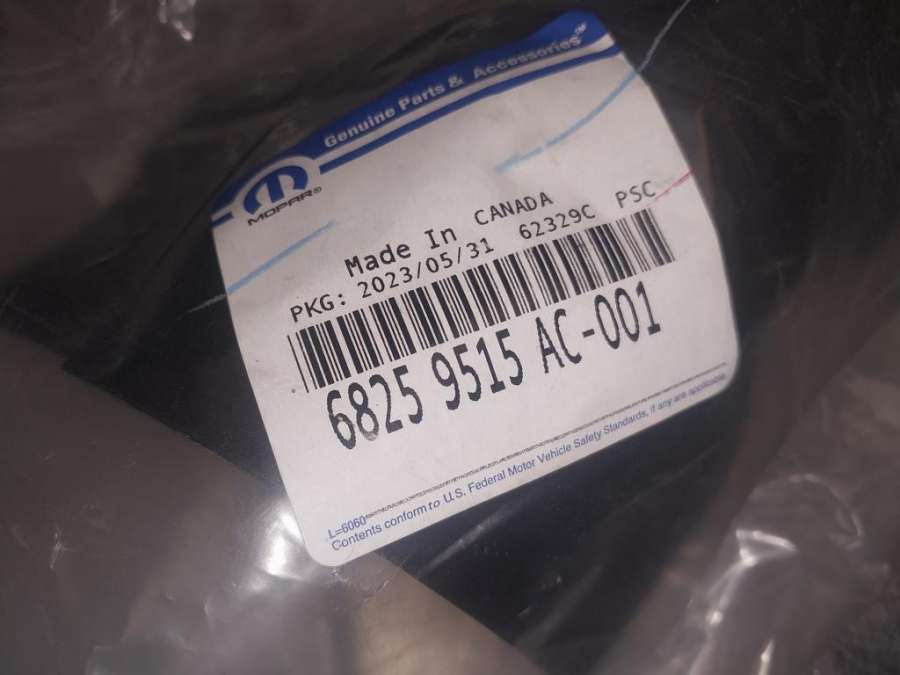 Genuine Parts & Accessories™
MOPAR®
Made In CANADA
PKG: 2023/05/31 62329C PSC
6825 9515 AC-001
L=6060
Contents conform to U.S. Federal Motor Vehicle Safety Standards, if any are applicable.